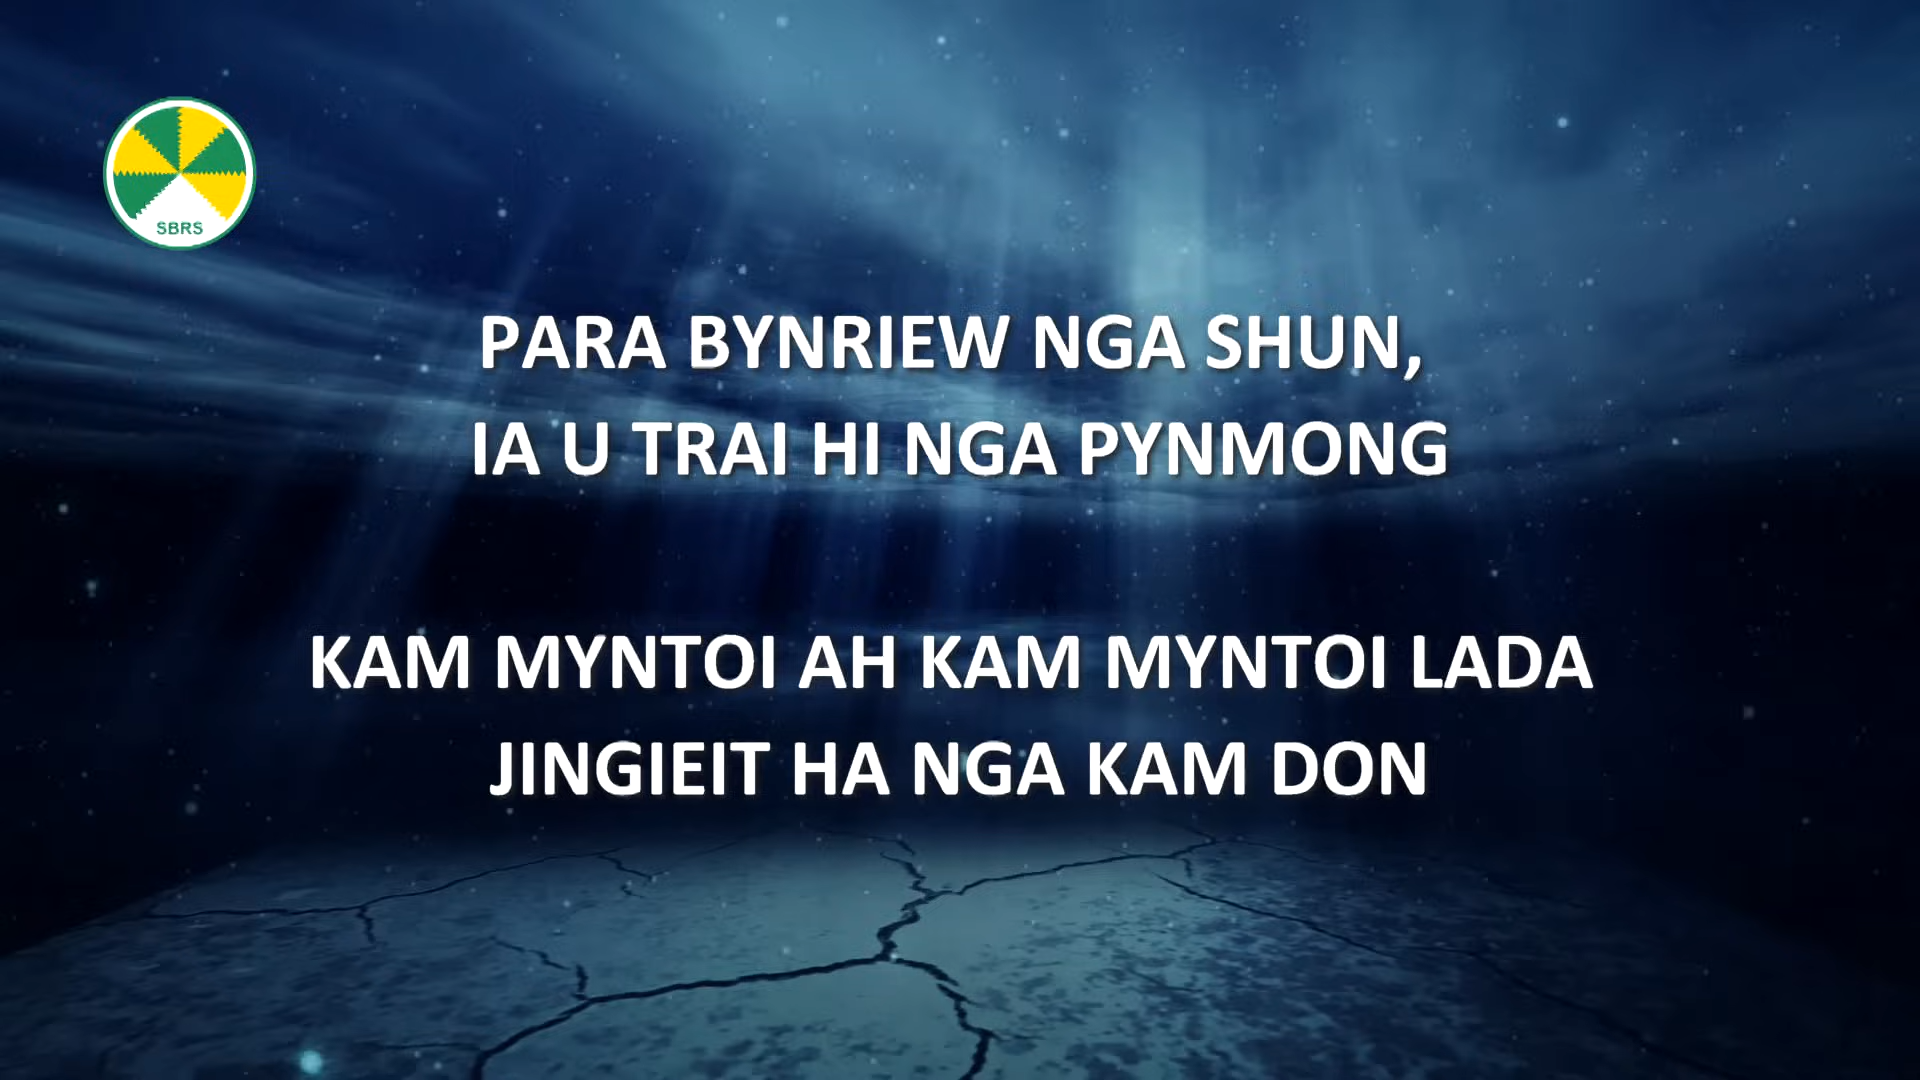 SBRS
PARA BYNRIEW NGA SHUN,
IA U TRAI HI NGA PYNMONG
KAM MYNTOI AH KAM MYNTOI LADA
JINGIEIT HA NGA KAM DON